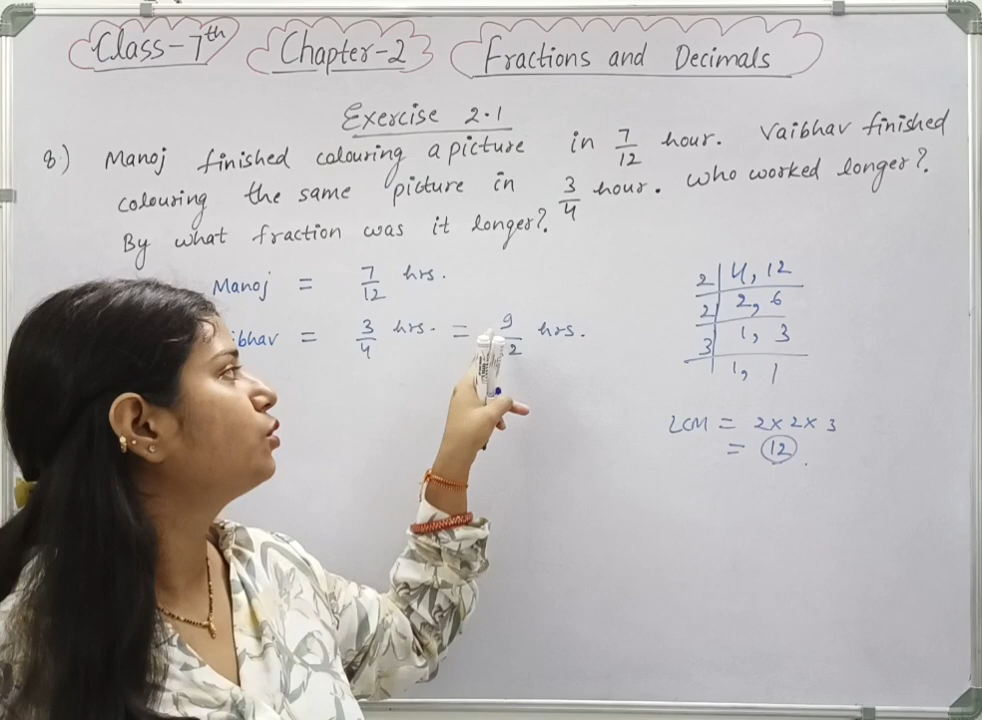 Class-7th Chapter-2 Fractions and Decimals
Exercise 2.1
8.) Manoj finished colouring a picture in 7/12 hour. Vaibhav finished
colouring the same picture in 3/4 hour. Who worked longer?
By what fraction was it longer?
Manoj = 7/12 hrs.
bhav = 3/4 hrs. = 9/ 2 hrs.
2 | 4, 12
2 | 2, 6
3 | 1, 3
1, 1
LCM = 2 x 2 x 3
= 12.